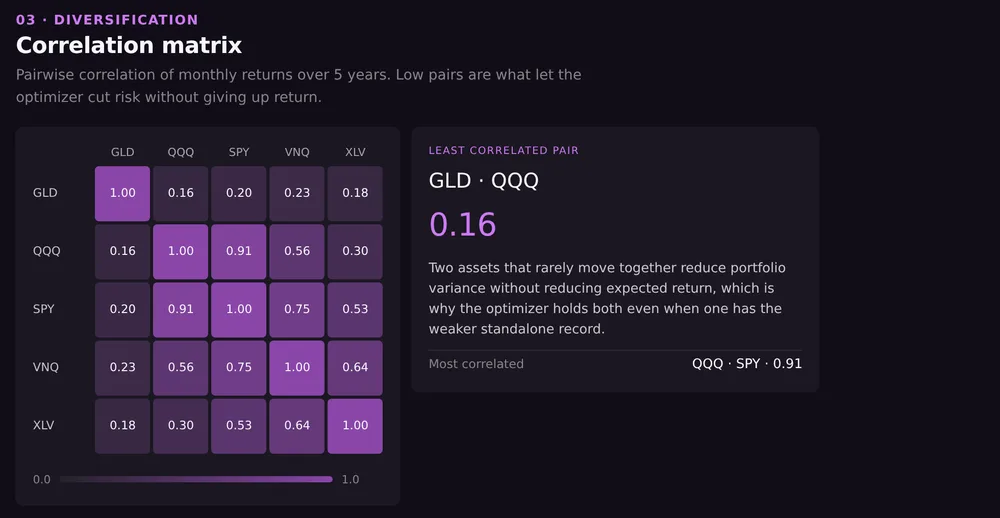 03 · DIVERSIFICATION
Correlation matrix
Pairwise correlation of monthly returns over 5 years. Low pairs are what let the
optimizer cut risk without giving up return.
GLD QQQ SPY VNQ XLV
GLD 1.00 0.16 0.20 0.23 0.18
QQQ 0.16 1.00 0.91 0.56 0.30
SPY 0.20 0.91 1.00 0.75 0.53
VNQ 0.23 0.56 0.75 1.00 0.64
XLV 0.18 0.30 0.53 0.64 1.00
0.0 1.0
LEAST CORRELATED PAIR
GLD · QQQ
0.16
Two assets that rarely move together reduce portfolio
variance without reducing expected return, which is
why the optimizer holds both even when one has the
weaker standalone record.
Most correlated QQQ · SPY · 0.91